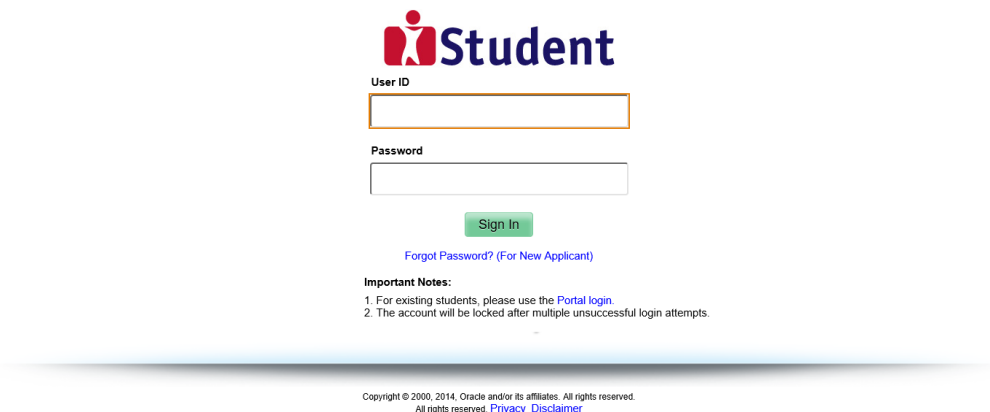 iStudent
User ID
Password
Sign In
Forgot Password? (For New Applicant)
Important Notes:
1. For existing students, please use the Portal login.
2. The account will be locked after multiple unsuccessful login attempts.
Copyright © 2000, 2014, Oracle and/or its affiliates. All rights reserved.
All rights reserved. Privacy Disclaimer